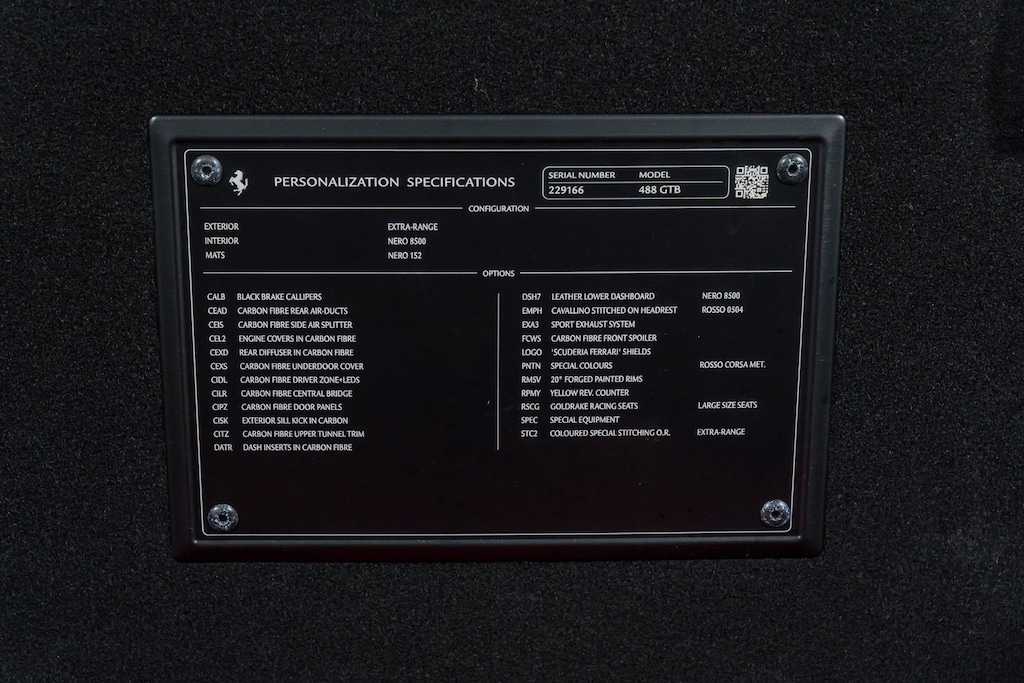 PERSONALIZATION SPECIFICATIONS
SERIAL NUMBER MODEL
229166 488 GTB
CONFIGURATION
EXTERIOR EXTRA-RANGE
INTERIOR NERO 8500
MATS NERO 152
OPTIONS
CALB BLACK BRAKE CALLIPERS
CEAD CARBON FIBRE REAR AIR-DUCTS
CEIS CARBON FIBRE SIDE AIR SPLITTER
CEL2 ENGINE COVERS IN CARBON FIBRE
CEXD REAR DIFFUSER IN CARBON FIBRE
CEXS CARBON FIBRE UNDERDOOR COVER
CIDL CARBON FIBRE DRIVER ZONE+LEDS
CILR CARBON FIBRE CENTRAL BRIDGE
CIPZ CARBON FIBRE DOOR PANELS
CISK EXTERIOR SILL KICK IN CARBON
CITZ CARBON FIBRE UPPER TUNNEL TRIM
DATR DASH INSERTS IN CARBON FIBRE
DSH7 LEATHER LOWER DASHBOARD NERO 8500
EMPH CAVALLINO STITCHED ON HEADREST ROSSO 0504
EXA3 SPORT EXHAUST SYSTEM
FCWS CARBON FIBRE FRONT SPOILER
LOGO 'SCUDERIA FERRARI' SHIELDS
PNTN SPECIAL COLOURS ROSSO CORSA MET.
RMSV 20" FORGED PAINTED RIMS
RPMY YELLOW REV. COUNTER
RSCG GOLDRAKE RACING SEATS LARGE SIZE SEATS
SPEC SPECIAL EQUIPMENT
STC2 COLOURED SPECIAL STITCHING O.R. EXTRA-RANGE